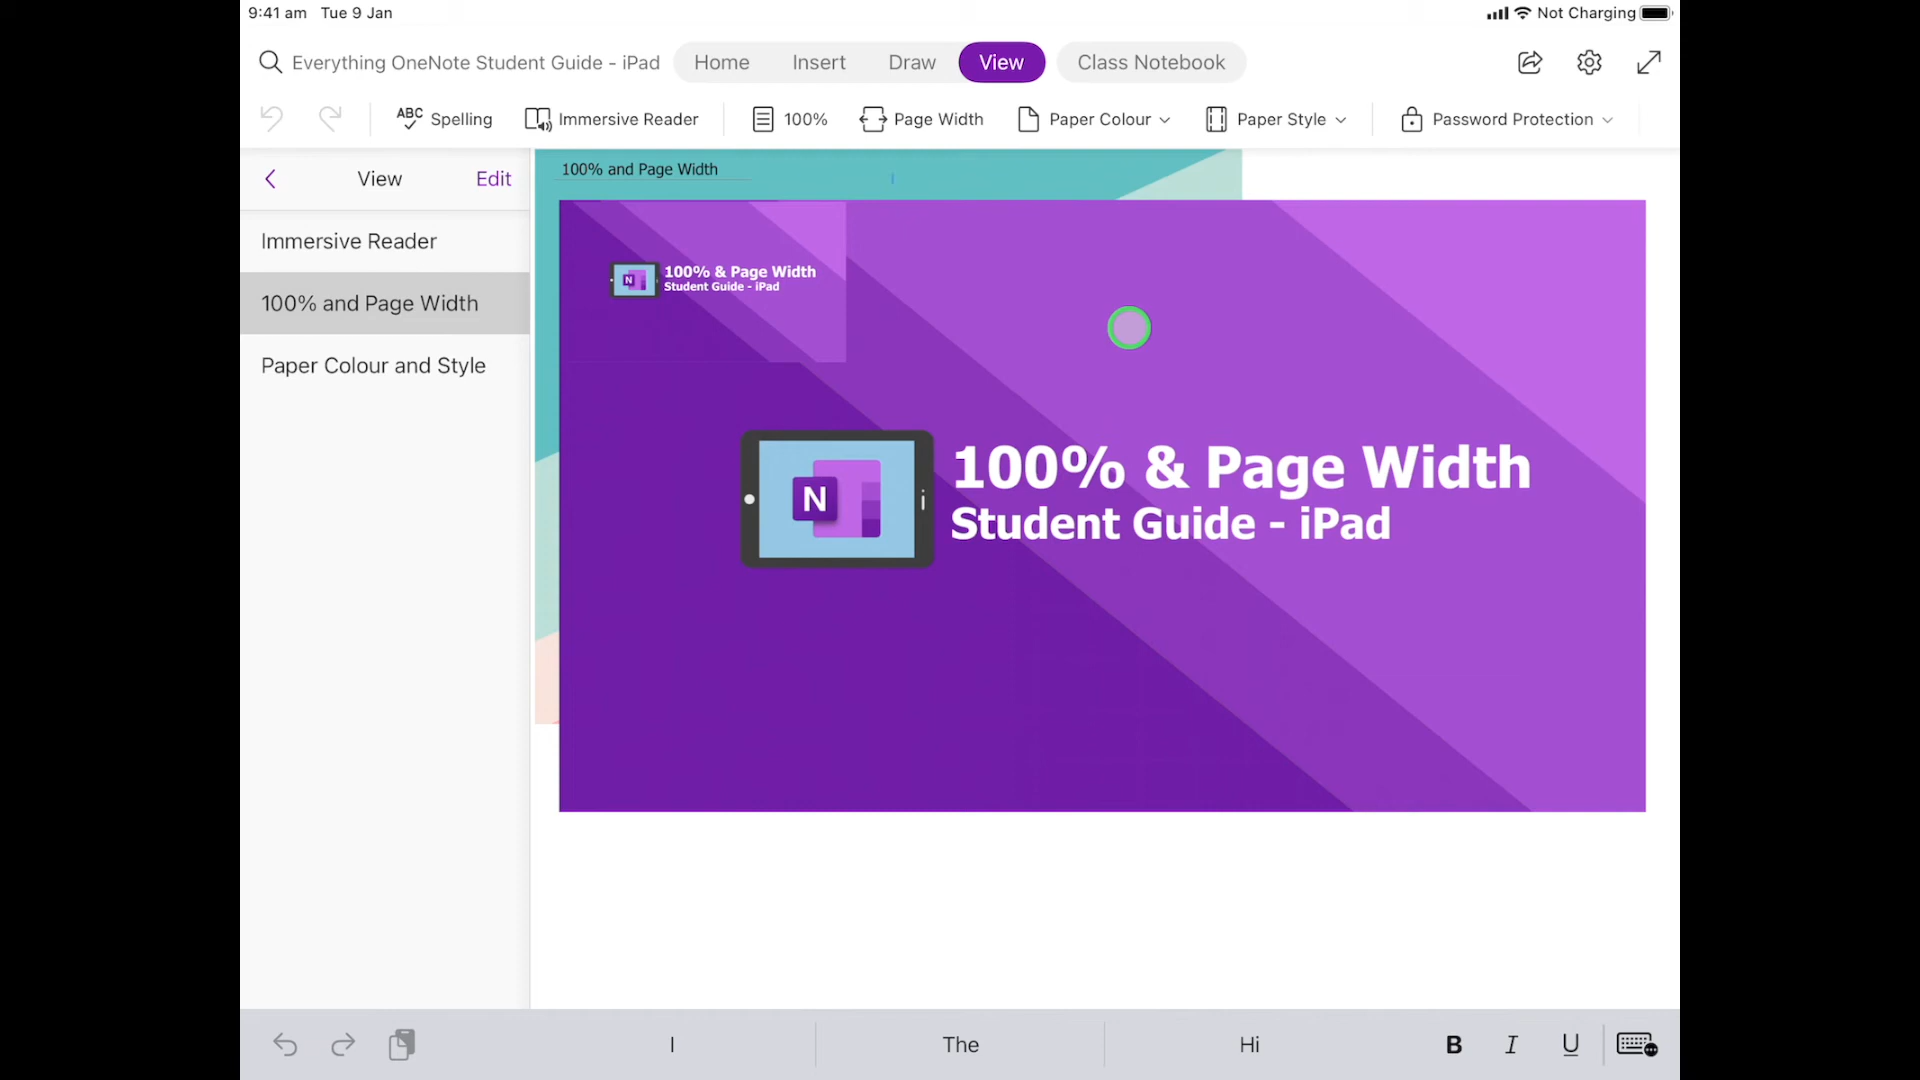 9:41 am Tue 9 Jan Not Charging
Everything OneNote Student Guide - iPad Home Insert Draw View Class Notebook
ABC Spelling Immersive Reader 100% Page Width Paper Colour Paper Style Password Protection
View Edit
Immersive Reader
100% and Page Width
Paper Colour and Style
100% and Page Width
100% & Page Width
Student Guide - iPad
N
N
100% & Page Width
Student Guide - iPad
I The Hi B I U